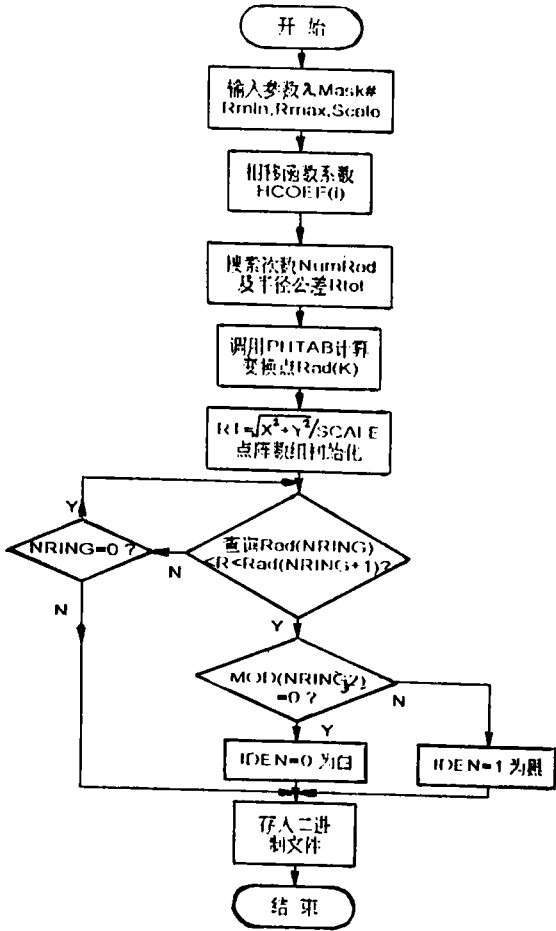 开始
输入参数λ,Mask#
Rmin,Rmax,Scale
相移函数系数
HCOEF(i)
搜索次数NumRad
及半径公差Rtol
调用PHTAB计算
变换点Rad(K)
R1=√X²+Y²/SCALE
点阵数组初始化
查询Rad(NRING)
<R<Rad(NRING+1)?
NRING=0 ?
Y
N
N
Y
MOD(NRING,2)
=0 ?
N
Y
IDEN=0 为白
IDEN=1 为黑
存入二进
制文件
结束